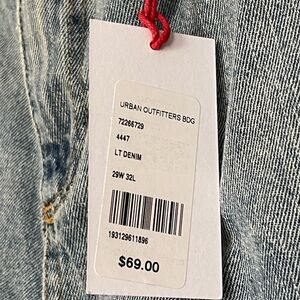 URBAN OUTFITTERS BDG
72266729
4447
LT DENIM
29W 32L
193129611896
$69.00